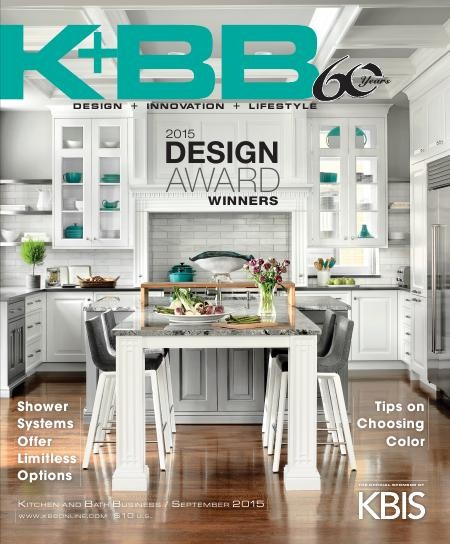 K+BB
60 Years
DESIGN + INNOVATION + LIFESTYLE
2015
DESIGN
AWARD
WINNERS
Shower
Systems
Offer
Limitless
Options
Tips on
Choosing
Color
THE OFFICIAL SPONSOR OF
KBIS
KITCHEN AND BATH BUSINESS / SEPTEMBER 2015
WWW.KBBONLINE.COM $10 U.S.